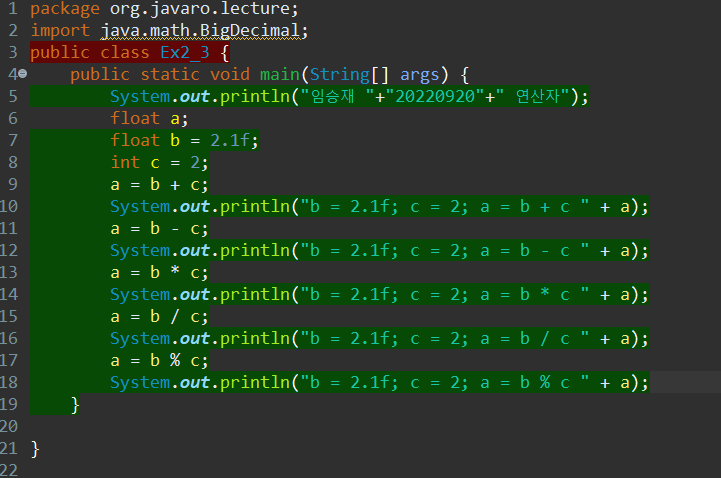 1 package org.javaro.lecture;
2 import java.math.BigDecimal;
3 public class Ex2_3 {
4 public static void main(String[] args) {
5 System.out.println("임승재 "+"20220920"+" 연산자");
6 float a;
7 float b = 2.1f;
8 int c = 2;
9 a = b + c;
10 System.out.println("b = 2.1f; c = 2; a = b + c " + a);
11 a = b - c;
12 System.out.println("b = 2.1f; c = 2; a = b - c " + a);
13 a = b * c;
14 System.out.println("b = 2.1f; c = 2; a = b * c " + a);
15 a = b / c;
16 System.out.println("b = 2.1f; c = 2; a = b / c " + a);
17 a = b % c;
18 System.out.println("b = 2.1f; c = 2; a = b % c " + a);
19 }
20
21 }
22